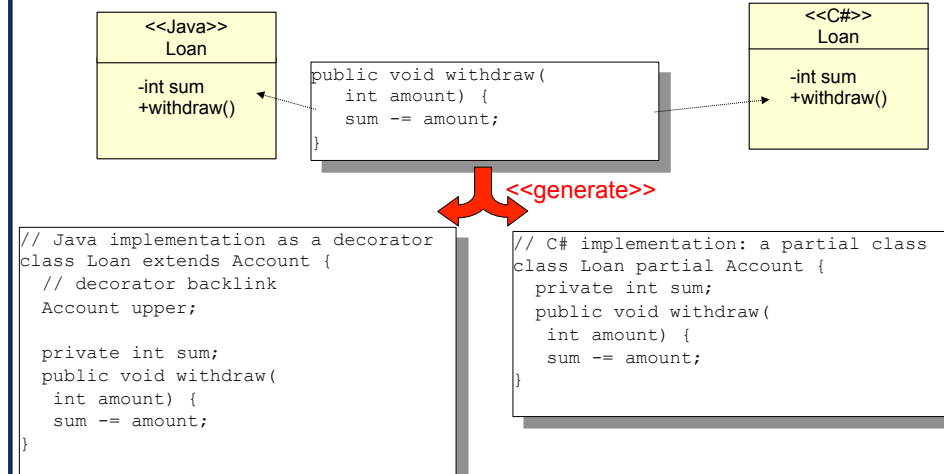 <<Java>>
Loan
-int sum
+withdraw()
public void withdraw(
int amount) {
sum -= amount;
}
<<C#>>
Loan
-int sum
+withdraw()
<<generate>>
// Java implementation as a decorator
class Loan extends Account {
// decorator backlink
Account upper;
private int sum;
public void withdraw(
int amount) {
sum -= amount;
}
// C# implementation: a partial class
class Loan partial Account {
private int sum;
public void withdraw(
int amount) {
sum -= amount;
}